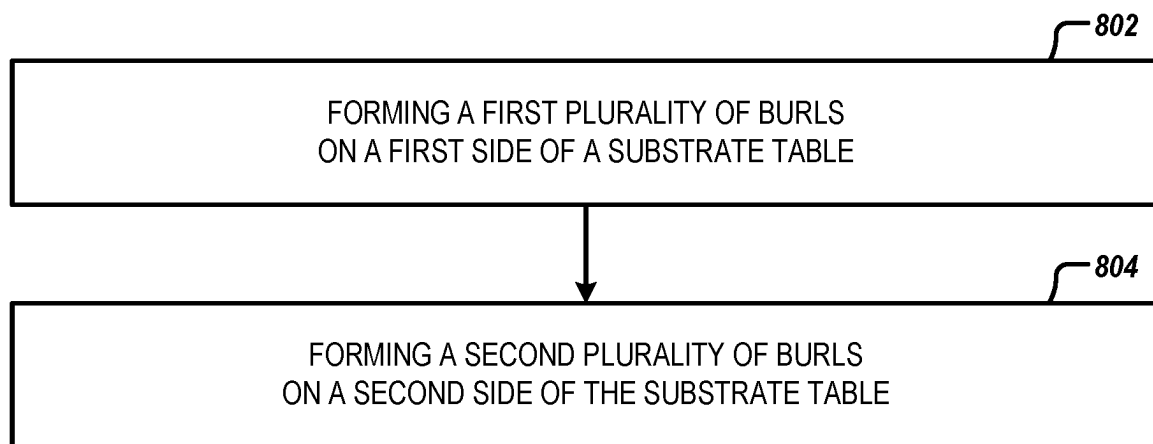 802
FORMING A FIRST PLURALITY OF BURLS
ON A FIRST SIDE OF A SUBSTRATE TABLE
804
FORMING A SECOND PLURALITY OF BURLS
ON A SECOND SIDE OF THE SUBSTRATE TABLE